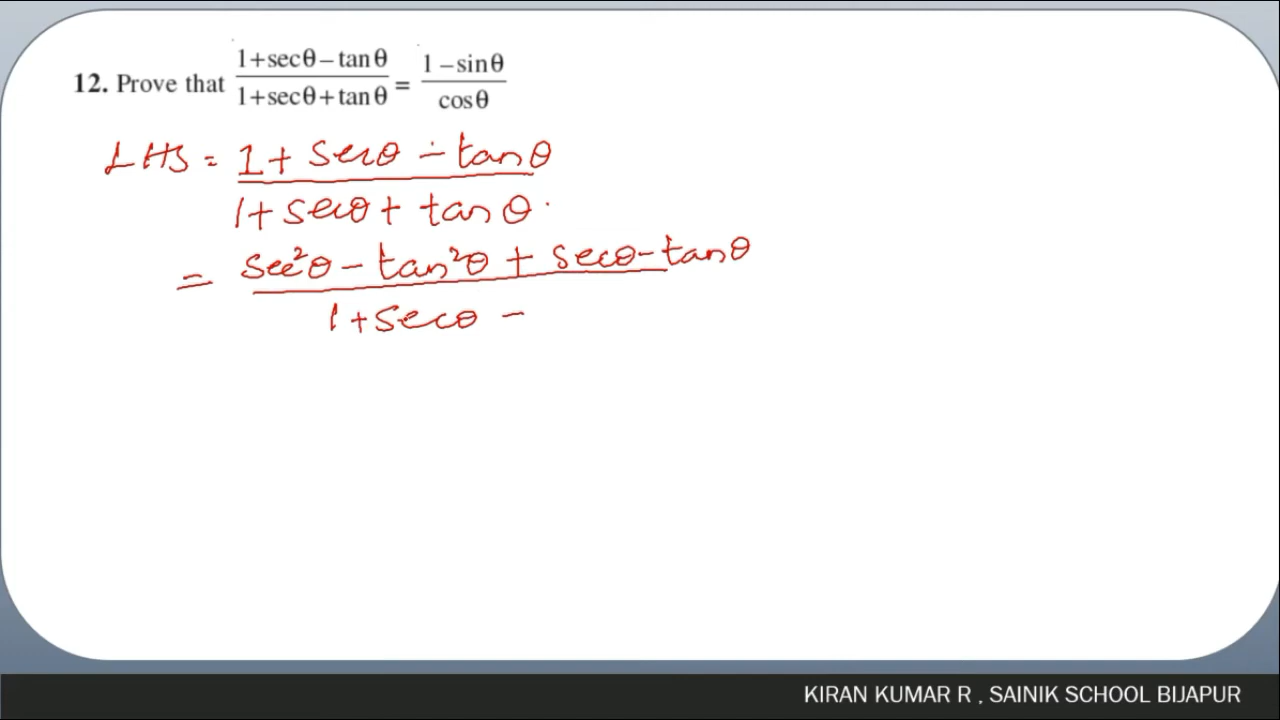 12. Prove that (1+secθ−tanθ)/(1+secθ+tanθ) = (1−sinθ)/cosθ
LHS = 1 + secθ − tanθ
1 + secθ + tanθ
= sec²θ − tan²θ + secθ − tanθ
1 + secθ −
KIRAN KUMAR R , SAINIK SCHOOL BIJAPUR